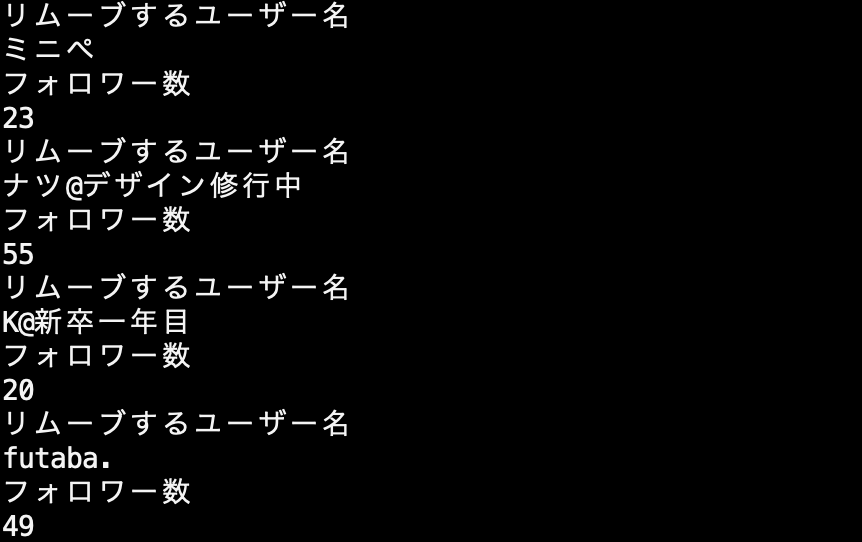 リムーブするユーザー名
ミニペ
フォロワー数
23
リムーブするユーザー名
ナツ@デザイン修行中
フォロワー数
55
リムーブするユーザー名
K@新卒一年目
フォロワー数
20
リムーブするユーザー名
futaba.
フォロワー数
49